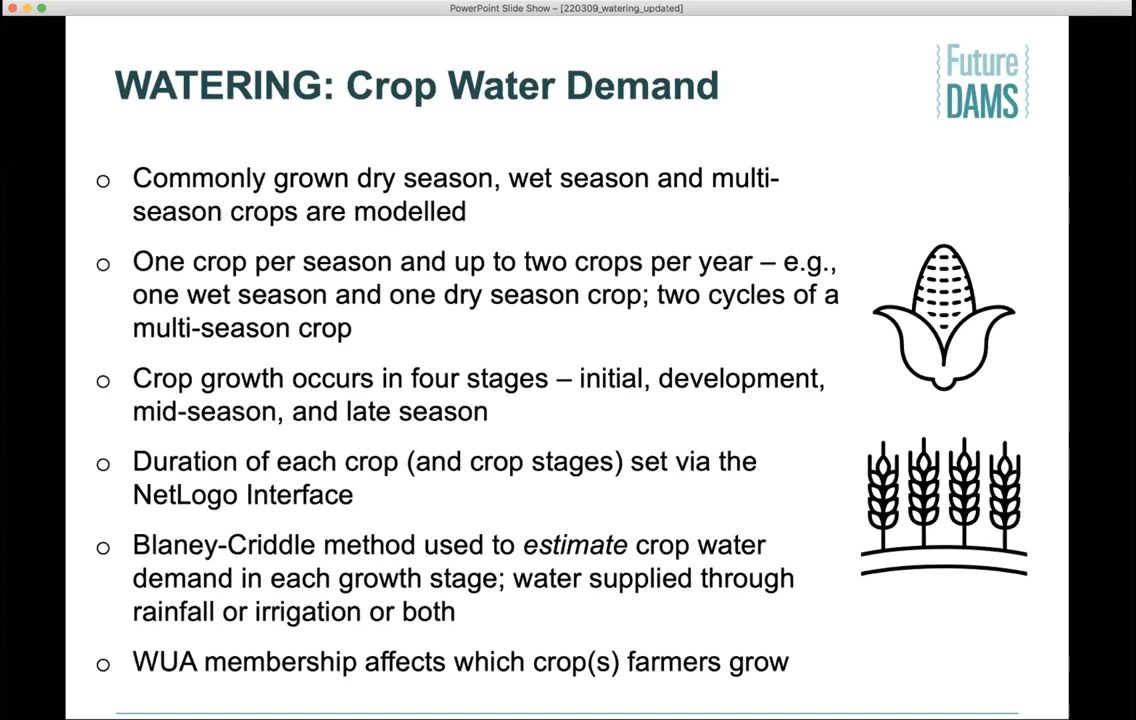 PowerPoint Slide Show – [220309_watering_updated]
WATERING: Crop Water Demand
Future
DAMS
o Commonly grown dry season, wet season and multi-
season crops are modelled
o One crop per season and up to two crops per year – e.g.,
one wet season and one dry season crop; two cycles of a
multi-season crop
o Crop growth occurs in four stages – initial, development,
mid-season, and late season
o Duration of each crop (and crop stages) set via the
NetLogo Interface
o Blaney-Criddle method used to estimate crop water
demand in each growth stage; water supplied through
rainfall or irrigation or both
o WUA membership affects which crop(s) farmers grow